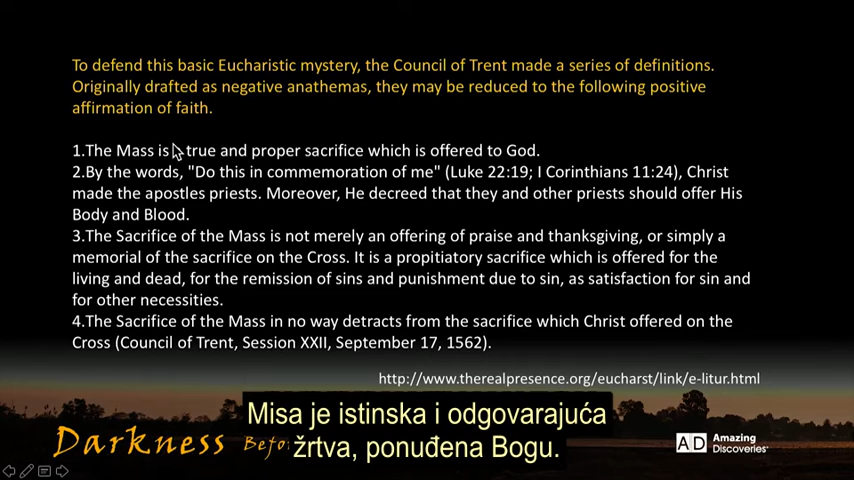 To defend this basic Eucharistic mystery, the Council of Trent made a series of definitions.
Originally drafted as negative anathemas, they may be reduced to the following positive
affirmation of faith.
1.The Mass is true and proper sacrifice which is offered to God.
2.By the words, "Do this in commemoration of me" (Luke 22:19; I Corinthians 11:24), Christ
made the apostles priests. Moreover, He decreed that they and other priests should offer His
Body and Blood.
3.The Sacrifice of the Mass is not merely an offering of praise and thanksgiving, or simply a
memorial of the sacrifice on the Cross. It is a propitiatory sacrifice which is offered for the
living and dead, for the remission of sins and punishment due to sin, as satisfaction for sin and
for other necessities.
4.The Sacrifice of the Mass in no way detracts from the sacrifice which Christ offered on the
Cross (Council of Trent, Session XXII, September 17, 1562).
http://www.therealpresence.org/eucharst/link/e-litur.html
Misa je istinska i odgovarajuća
žrtva, ponuđena Bogu.
Darkness
AD Amazing
Discoveries